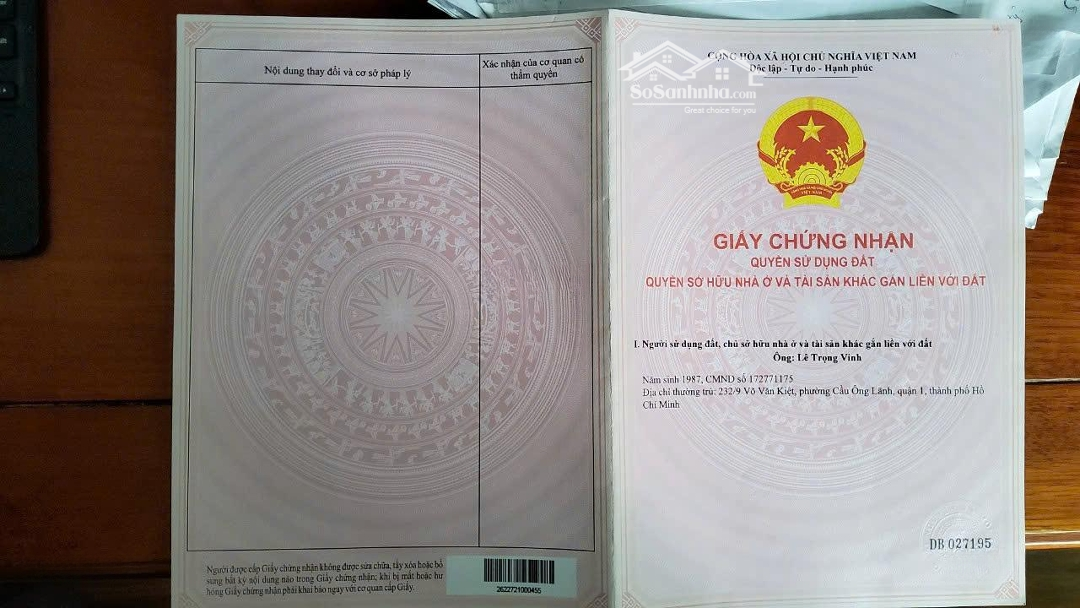 Nội dung thay đổi và cơ sở pháp lý
Xác nhận của cơ quan có
thẩm quyền
Người được cấp Giấy chứng nhận không được sửa chữa, tẩy xóa hoặc bổ
sung bất kỳ nội dung nào trong Giấy chứng nhận; khi bị mất hoặc hư
hỏng Giấy chứng nhận phải khai báo ngay với cơ quan cấp Giấy.
2622721000455
CỘNG HÒA XÃ HỘI CHỦ NGHĨA VIỆT NAM
Độc lập - Tự do - Hạnh phúc
SoSanhnha.com
Great choice for you
VIỆT NAM
GIẤY CHỨNG NHẬN
QUYỀN SỬ DỤNG ĐẤT
QUYỀN SỞ HỮU NHÀ Ở VÀ TÀI SẢN KHÁC GẮN LIỀN VỚI ĐẤT
I. Người sử dụng đất, chủ sở hữu nhà ở và tài sản khác gắn liền với đất
Ông: Lê Trọng Vinh
Năm sinh 1987, CMND số 172771175
Địa chỉ thường trú: 232/9 Võ Văn Kiệt, phường Cầu Ông Lãnh, quận 1, thành phố Hồ
Chí Minh
DB 027195